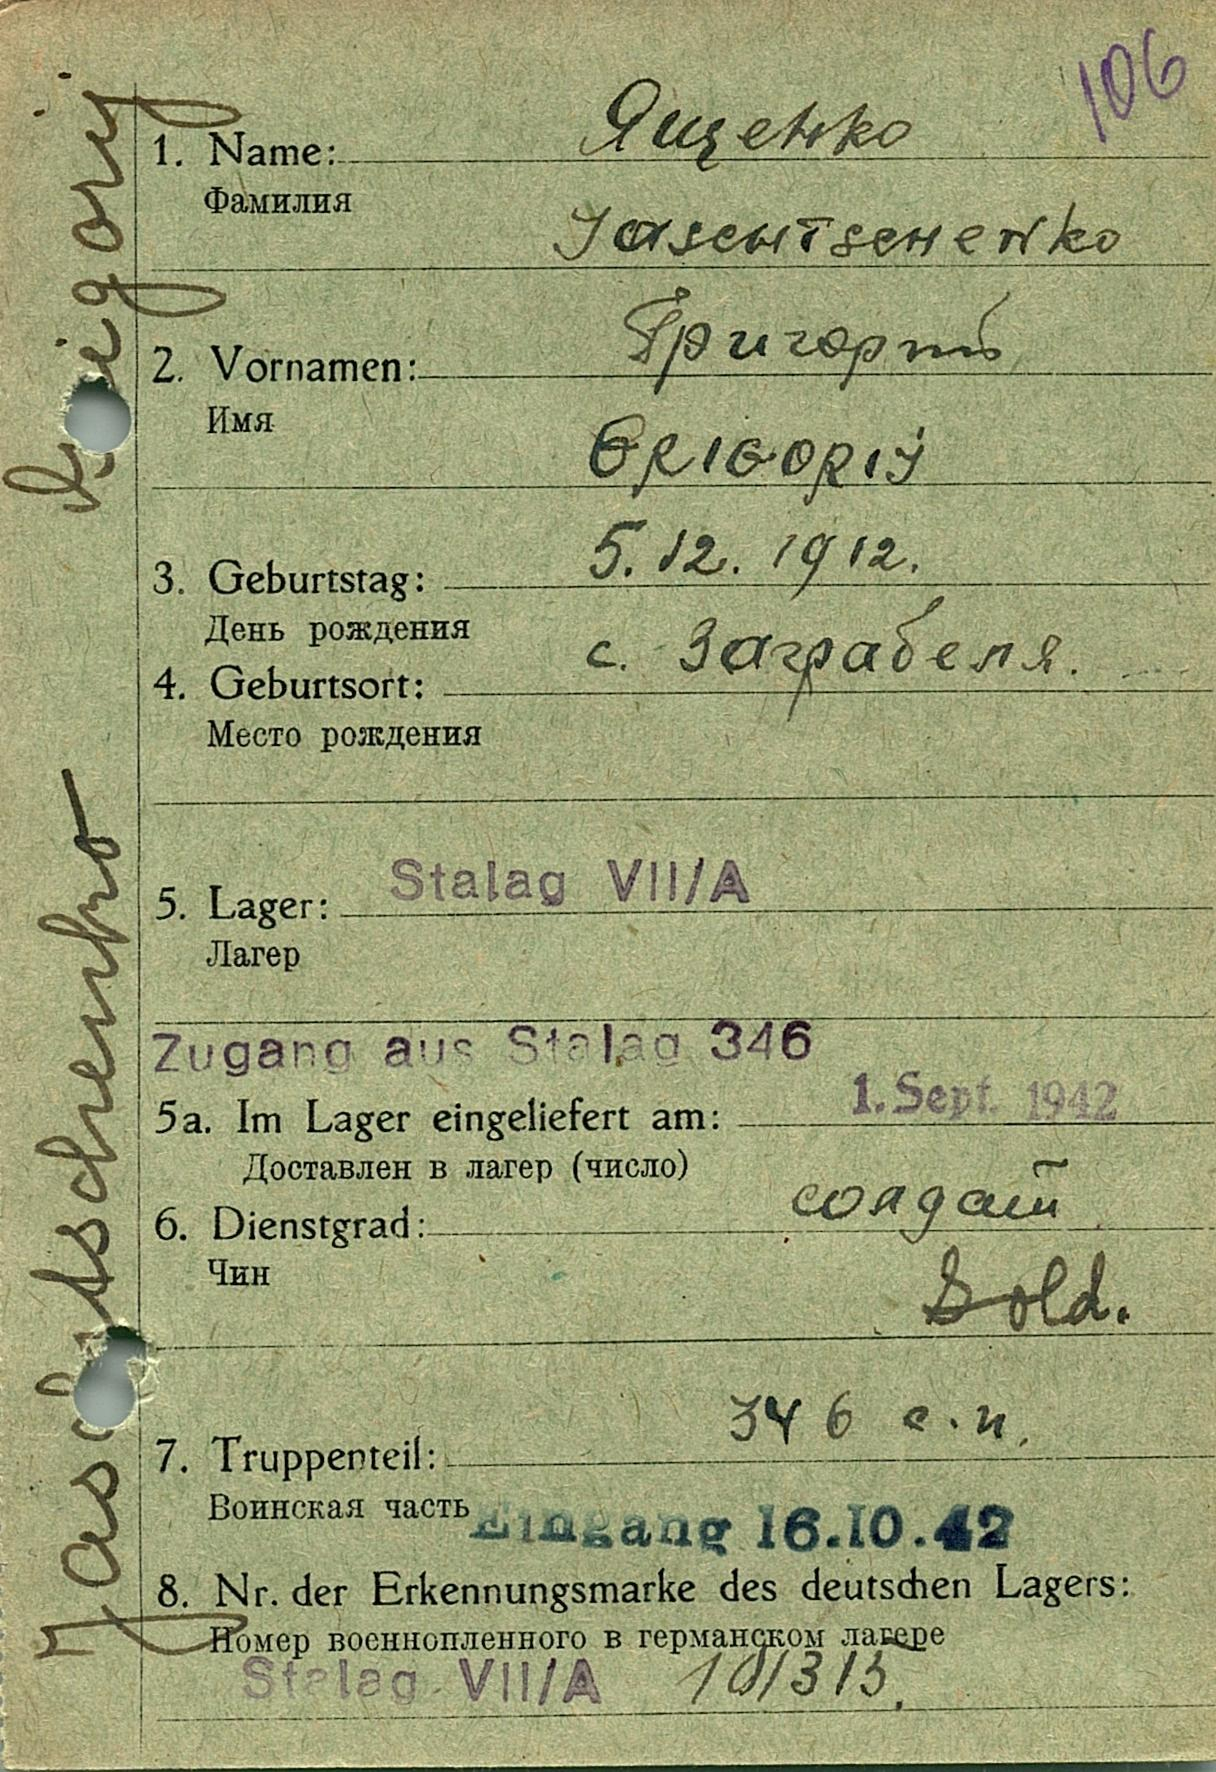 106
Ященко
1. Name:
Фамилия
Jaschtschenko
Григорий
2. Vornamen:
Имя
GRIGORIJ
5.12.1912.
3. Geburtstag:
День рождения
с. Заграбеля.
4. Geburtsort:
Место рождения
Stalag VII/A
5. Lager:
Лагер
Zugang aus Stalag 346
1. Sept. 1942
5a. Im Lager eingeliefert am:
Доставлен в лагер (число)
солдат
6. Dienstgrad:
Чин
Sold.
346 с.п.
7. Truppenteil:
Воинская часть
Eingang 16.10.42
8. Nr. der Erkennungsmarke des deutschen Lagers:
Номер военнопленного в германском лагере
Stalag VII/A
Jaschtschenko Grigorij